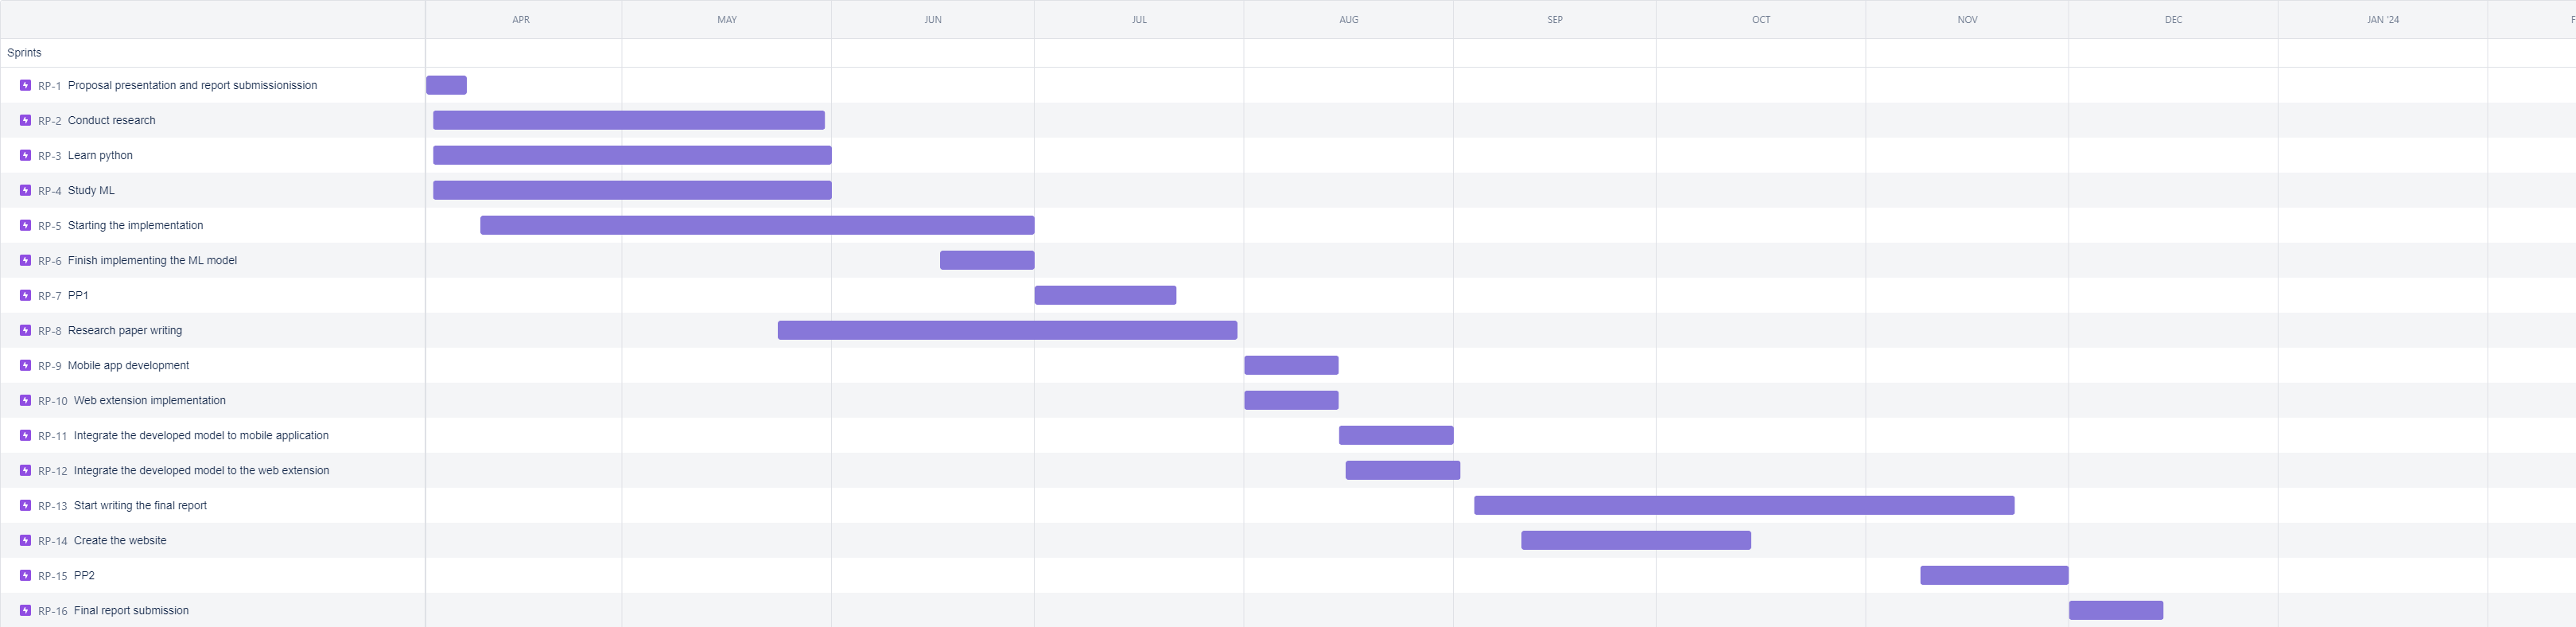 APR MAY JUN JUL AUG SEP OCT NOV DEC JAN '24 F
Sprints
RP-1 Proposal presentation and report submissionission
RP-2 Conduct research
RP-3 Learn python
RP-4 Study ML
RP-5 Starting the implementation
RP-6 Finish implementing the ML model
RP-7 PP1
RP-8 Research paper writing
RP-9 Mobile app development
RP-10 Web extension implementation
RP-11 Integrate the developed model to mobile application
RP-12 Integrate the developed model to the web extension
RP-13 Start writing the final report
RP-14 Create the website
RP-15 PP2
RP-16 Final report submission